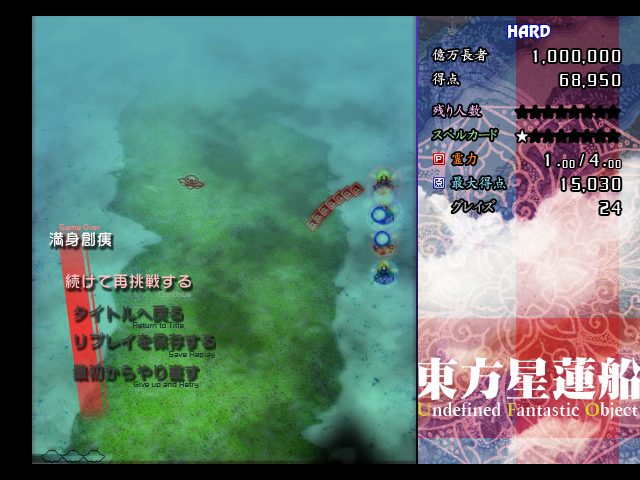 HARD
億万長者 1,000,000
得点 68,950
残り人数
スペルカード
P 霊力 1.00/4.00
点 最大得点 15,030
グレイズ 24
Game Over
満身創痍
続けて再挑戦する
Continue
タイトルへ戻る
Return to Title
リプレイを保存する
Save Replay
最初からやり直す
Give up and Retry
東方星蓮船
Undefined Fantastic Object